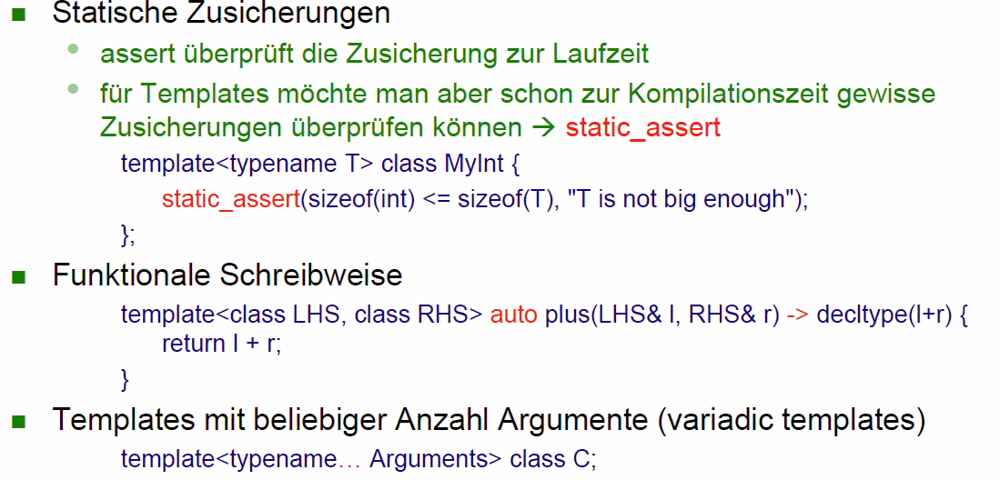 Statische Zusicherungen
assert überprüft die Zusicherung zur Laufzeit
für Templates möchte man aber schon zur Kompilationszeit gewisse
Zusicherungen überprüfen können → static_assert
template<typename T> class MyInt {
static_assert(sizeof(int) <= sizeof(T), "T is not big enough");
};
Funktionale Schreibweise
template<class LHS, class RHS> auto plus(LHS& l, RHS& r) -> decltype(l+r) {
return l + r;
}
Templates mit beliebiger Anzahl Argumente (variadic templates)
template<typename… Arguments> class C;